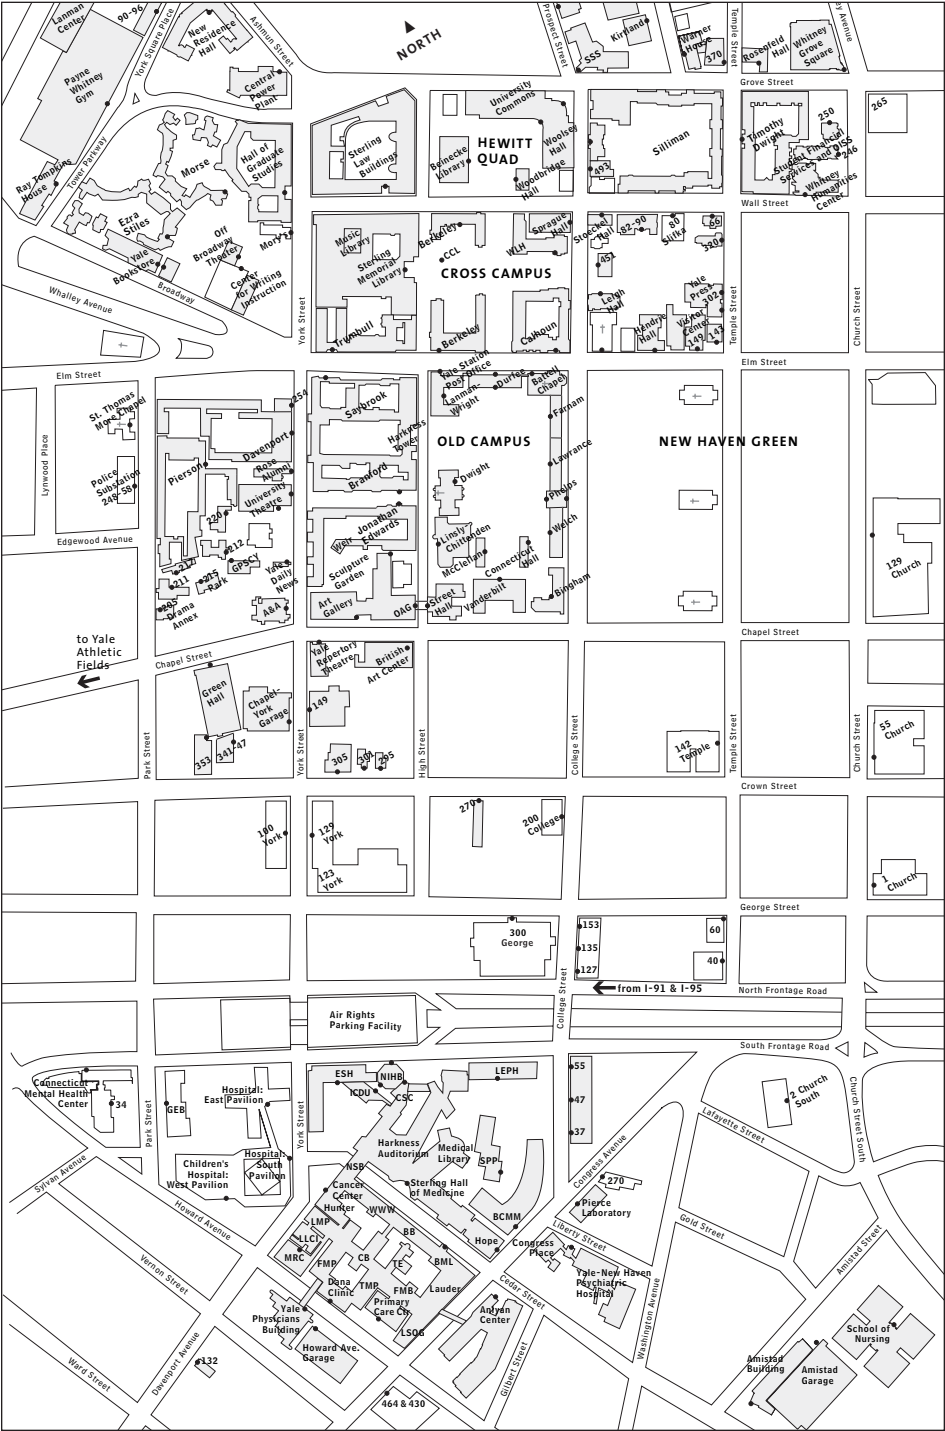 Lanman
Center
90-96
York Square Place
New
Residence
Hall
Ashmun Street
NORTH
Prospect Street
SSS
Kirtland
Warner
House
370
Temple Street
Rosenfeld
Hall
Whitney
Grove
Square
ey Avenue
Grove Street
Payne
Whitney
Gym
Central
Power
Plant
Tower Parkway
Ray Tompkins
House
Morse
Hall of
Graduate
Studies
Sterling
Law
Buildings
University
Commons
HEWITT
QUAD
Beinecke
Library
Woolsey
Hall
Woodbridge
Hall
493
Silliman
Timothy
Dwight
250
Student Financial
Services and OISS
246
Whitney
Humanities
Center
265
Wall Street
Ezra
Stiles
Yale
Bookstore
Off
Broadway
Theater
Mory's
Center
for Writing
Instruction
Broadway
Whalley Avenue
York Street
Music
Library
Sterling
Memorial
Library
Berkeley
CCL
WLH
Sprague
Hall
CROSS CAMPUS
Stoeckel
Hall
82-90
80
Sitka
66
320
451
Leigh
Hall
Yale
Press
302
Hendrie
Hall
Visitor
Center
149
143
Temple Street
Church Street
Trumbull
Berkeley
Calhoun
Elm Street
Elm Street
St. Thomas
More Chapel
Lynwood Place
Police
Substation
248-58
Edgewood Avenue
254
Davenport
Pierson
Rose
Alumni
University
Theatre
220
212
217
211
215
Park
GPSCY
Yale
Daily
News
205
Drama
Annex
A&A
Saybrook
Harkness
Tower
Branford
Jonathan
Edwards
Weir
Sculpture
Garden
Art
Gallery
OAG
Street
Hall
Yale Station
Post Office
Lanman-
Wright
Durfee
Battell
Chapel
Farnam
OLD CAMPUS
Lawrance
Dwight
Phelps
Welch
Linsly-
Chittenden
McClellan
Connecticut
Hall
Vanderbilt
Bingham
NEW HAVEN GREEN
129
Church
Chapel Street
to Yale
Athletic
Fields
Chapel Street
Green
Hall
Chapel-
York
Garage
353
341-47
Park Street
York Street
Yale
Repertory
Theatre
British
Art Center
149
305
301
295
High Street
College Street
142
Temple
Temple Street
Church Street
55
Church
Crown Street
100
York
129
York
123
York
270
200
College
1
Church
George Street
300
George
153
135
127
60
40
from I-91 & I-95
North Frontage Road
College Street
Air Rights
Parking Facility
South Frontage Road
Connecticut
Mental Health
Center
34
Park Street
GEB
Hospital:
East Pavilion
Children's
Hospital:
West Pavilion
Hospital:
South
Pavilion
York Street
ESH
NIHB
ICDU
CSC
LEPH
Harkness
Auditorium
Medical
Library
SPP
NSB
Sterling Hall
of Medicine
BCMM
Hope
55
47
37
Congress Avenue
270
Pierce
Laboratory
Liberty Street
Congress
Place
Yale-New Haven
Psychiatric
Hospital
Lafayette Street
2 Church
South
Church Street South
Gold Street
Amistad Street
Sylvan Avenue
Howard Avenue
Vernon Street
Ward Street
Davenport Avenue
132
Cancer
Center
Hunter
WWW
LMP
LLCI
MRC
FMP
CB
BB
TE
BML
Dana
Clinic
TMP
FMB
Lauder
Primary
Care Ctr
LSOG
Yale
Physicians
Building
Howard Ave.
Garage
Cedar Street
Anlyan
Center
Gilbert Street
464 & 430
Washington Avenue
School of
Nursing
Amistad
Building
Amistad
Garage